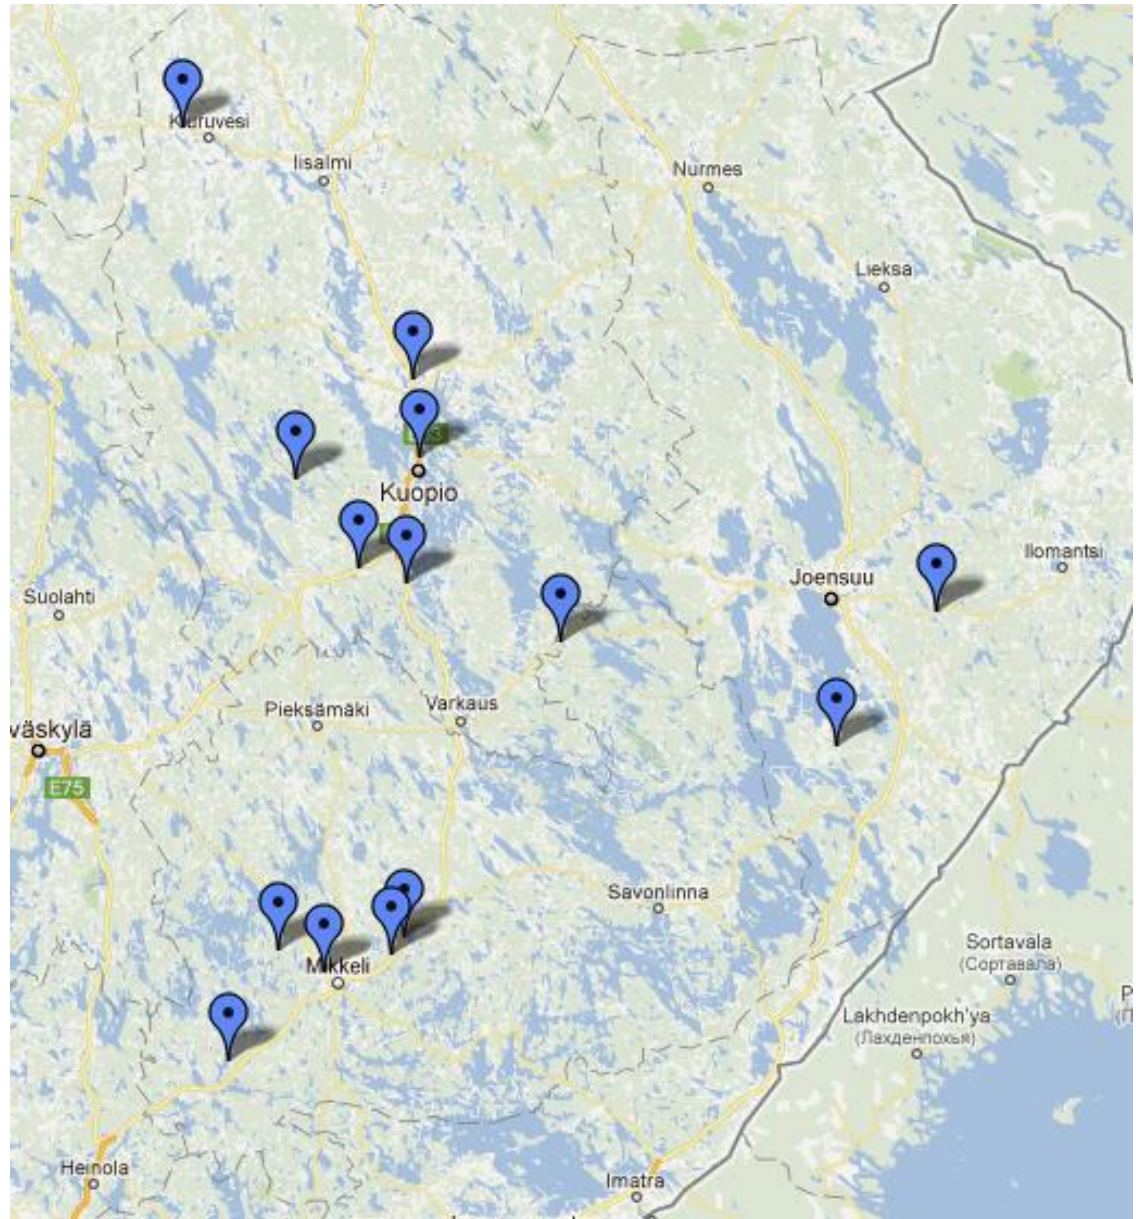 Kiuruvesi
Iisalmi
Nurmes
Lieksa
Kuopio
Ilomantsi
Joensuu
Suolahti
Varkaus
Pieksämäki
väskylä
E75
Savonlinna
Sortavala
(Сортавала)
Mikkeli
Lakhdenpokh'ya
(Лахденпохья)
Heinola
Imatra